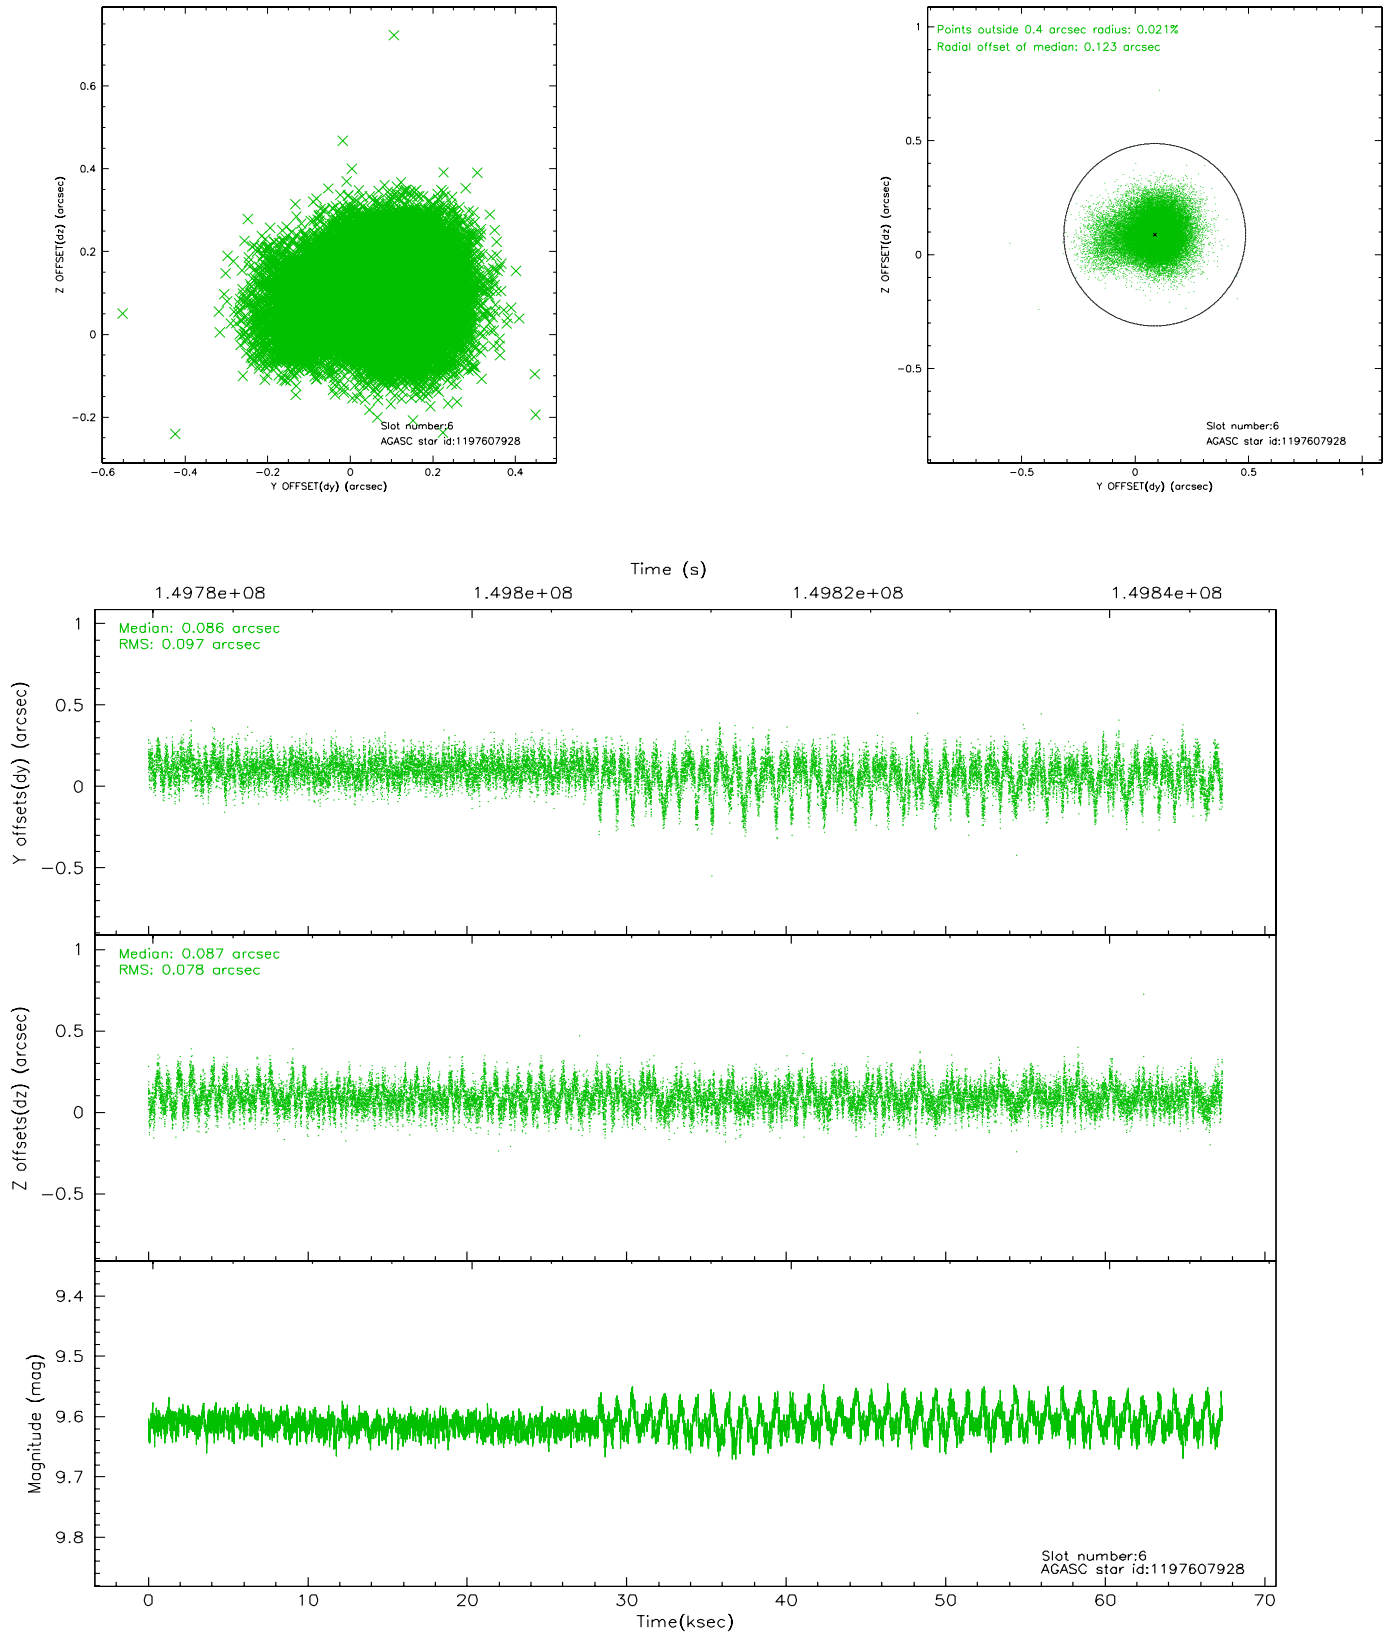 0.6
0.4
0.2
0
−0.2
−0.6
−0.4
−0.2
0
0.2
0.4
Z OFFSET(dz) (arcsec)
Y OFFSET(dy) (arcsec)
Slot number:6
AGASC star id:1197607928
Points outside 0.4 arcsec radius: 0.021%
Radial offset of median: 0.123 arcsec
1
0.5
0
−0.5
−0.5
0
0.5
1
Z OFFSET(dz) (arcsec)
Y OFFSET(dy) (arcsec)
Slot number:6
AGASC star id:1197607928
Time (s)
1.4978e+08
1.498e+08
1.4982e+08
1.4984e+08
Median: 0.086 arcsec
RMS: 0.097 arcsec
1
0.5
0
−0.5
Y offsets(dy) (arcsec)
Median: 0.087 arcsec
RMS: 0.078 arcsec
1
0.5
0
−0.5
Z offsets(dz) (arcsec)
9.4
9.5
9.6
9.7
9.8
Magnitude (mag)
Slot number:6
AGASC star id:1197607928
0
10
20
30
40
50
60
70
Time(ksec)